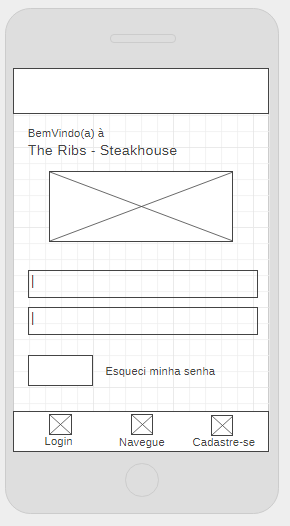 BemVindo(a) à
The Ribs - Steakhouse
Esqueci minha senha
Login
Navegue
Cadastre-se